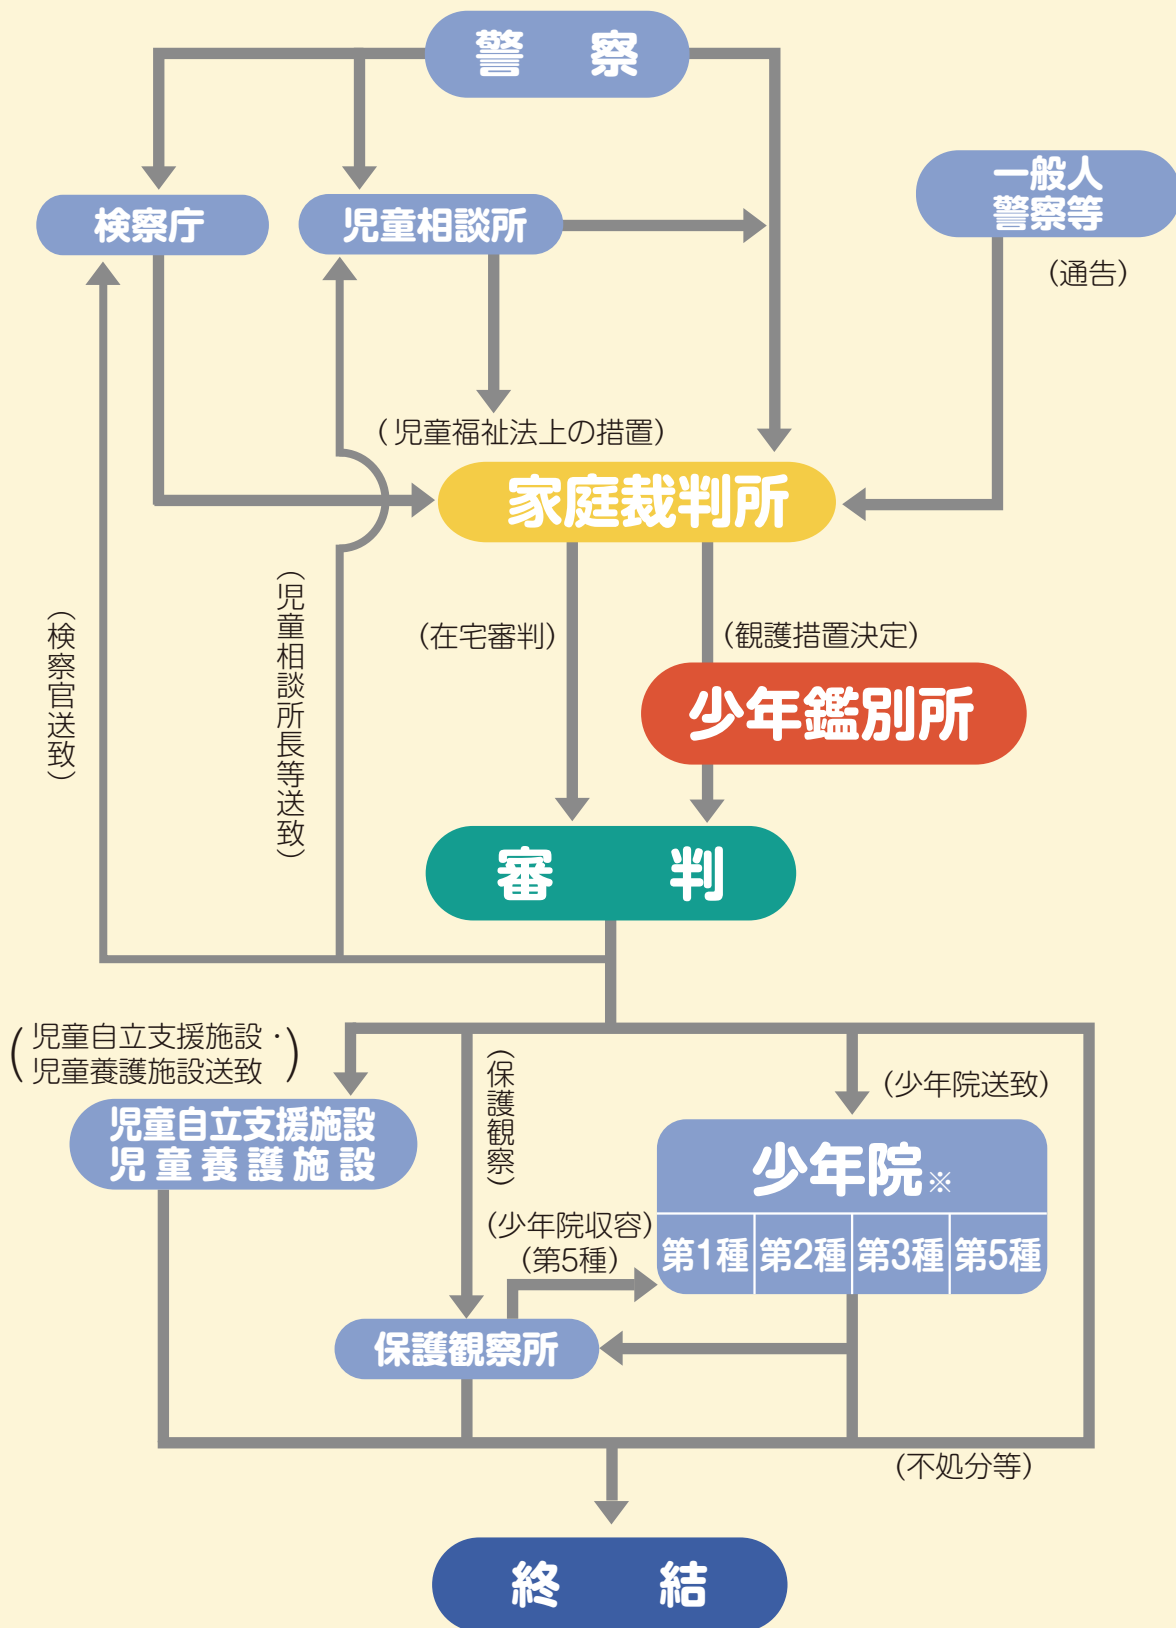 警　察
一般人
警察等
検察庁
児童相談所
（通告）
（児童福祉法上の措置）
家庭裁判所
（検察官送致）
（児童相談所長等送致）
（在宅審判）
（観護措置決定）
少年鑑別所
審　判
（児童自立支援施設・
児童養護施設送致）
（保護観察）
（少年院送致）
児童自立支援施設
児童養護施設
少年院※
第1種 第2種 第3種 第5種
（少年院収容）
（第5種）
保護観察所
（不処分等）
終　結